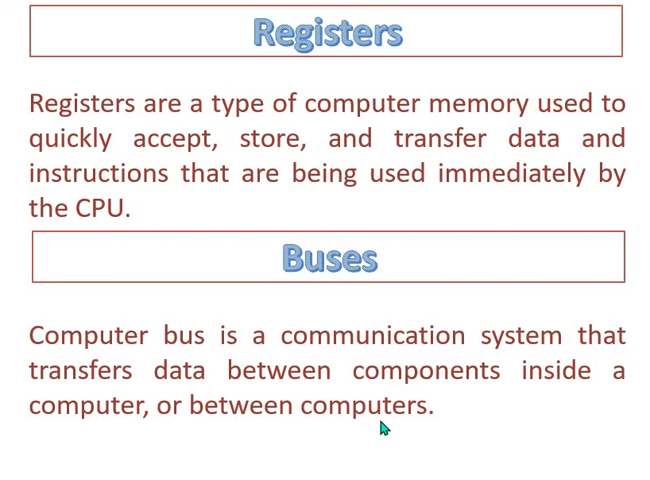 Registers
Registers are a type of computer memory used to
quickly accept, store, and transfer data and
instructions that are being used immediately by
the CPU.
Buses
Computer bus is a communication system that
transfers data between components inside a
computer, or between computers.